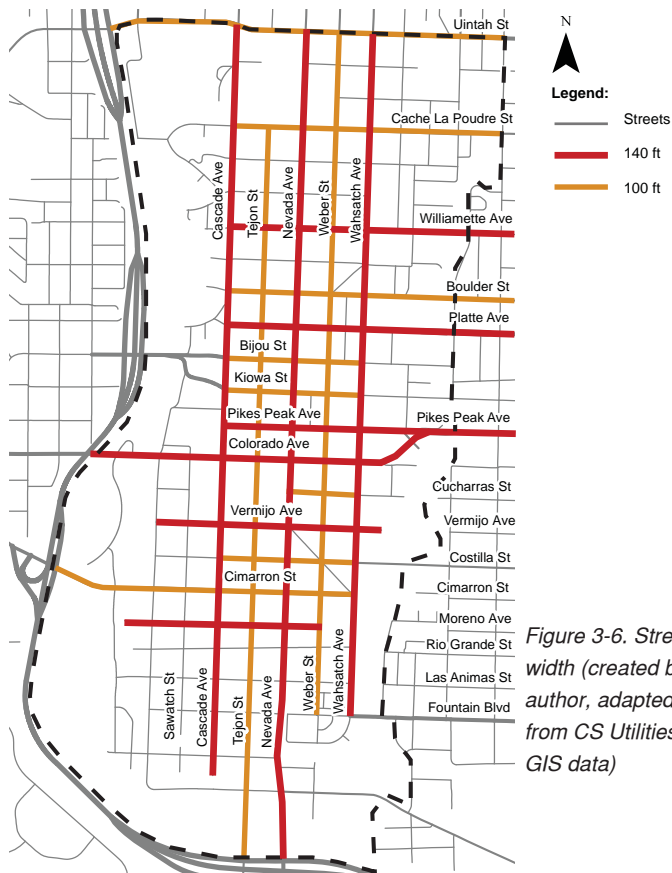 Uintah St
N
Legend:
Streets
140 ft
100 ft
Cache La Poudre St
Cascade Ave
Tejon St
Nevada Ave
Weber St
Wahsatch Ave
Williamette Ave
Boulder St
Platte Ave
Bijou St
Kiowa St
Pikes Peak Ave
Pikes Peak Ave
Colorado Ave
Cucharras St
Vermijo Ave
Vermijo Ave
Costilla St
Cimarron St
Cimarron St
Moreno Ave
Rio Grande St
Las Animas St
Fountain Blvd
Sawatch St
Cascade Ave
Tejon St
Nevada Ave
Weber St
Wahsatch Ave
Figure 3-6.
width (created
author, adapted
from CS Utilities
GIS data)